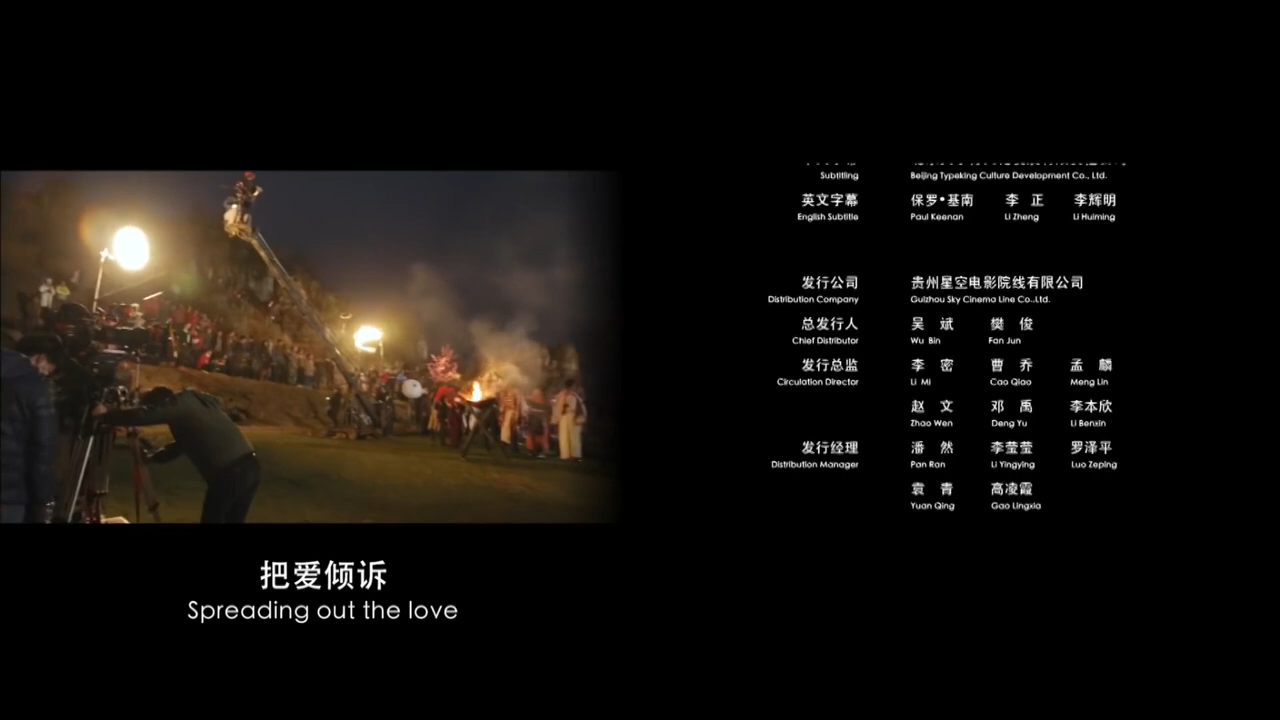 Subtitling
Beijing Typeking Culture Development Co., Ltd.
英文字幕 保罗•基南 李 正 李辉明
English Subtitle Paul Keenan Li Zheng Li Huiming
发行公司 贵州星空电影院线有限公司
Distribution Company Guizhou Sky Cinema Line Co.,Ltd.
总发行人 吴 斌 樊 俊
Chief Distributor Wu Bin Fan Jun
发行总监 李 密 曹 乔 孟 麟
Circulation Director Li Mi Cao Qiao Meng Lin
赵 文 邓 禹 李本欣
Zhao Wen Deng Yu Li Benxin
发行经理 潘 然 李莹莹 罗泽平
Distribution Manager Pan Ran Li Yingying Luo Zeping
袁 青 高凌霞
Yuan Qing Gao Lingxia
把爱倾诉
Spreading out the love